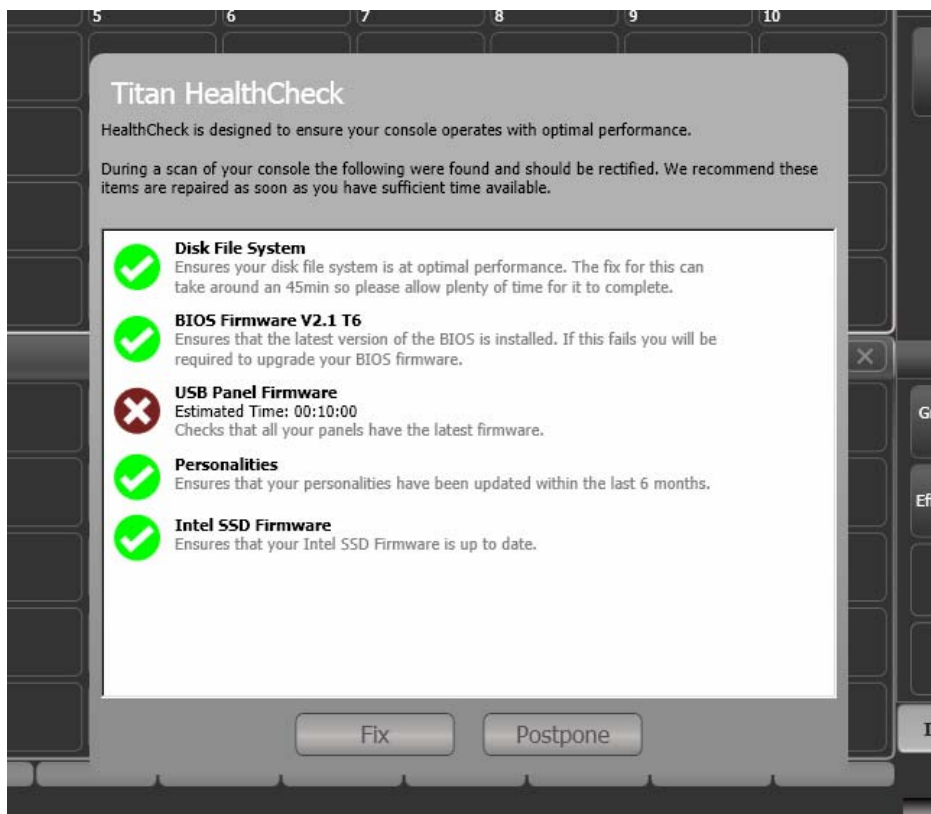 5 6 7 8 9 10
Titan HealthCheck
HealthCheck is designed to ensure your console operates with optimal performance.
During a scan of your console the following were found and should be rectified. We recommend these
items are repaired as soon as you have sufficient time available.
Disk File System
Ensures your disk file system is at optimal performance. The fix for this can
take around an 45min so please allow plenty of time for it to complete.
BIOS Firmware V2.1 T6
Ensures that the latest version of the BIOS is installed. If this fails you will be
required to upgrade your BIOS firmware.
USB Panel Firmware
Estimated Time: 00:10:00
Checks that all your panels have the latest firmware.
Personalities
Ensures that your personalities have been updated within the last 6 months.
Intel SSD Firmware
Ensures that your Intel SSD Firmware is up to date.
Fix Postpone